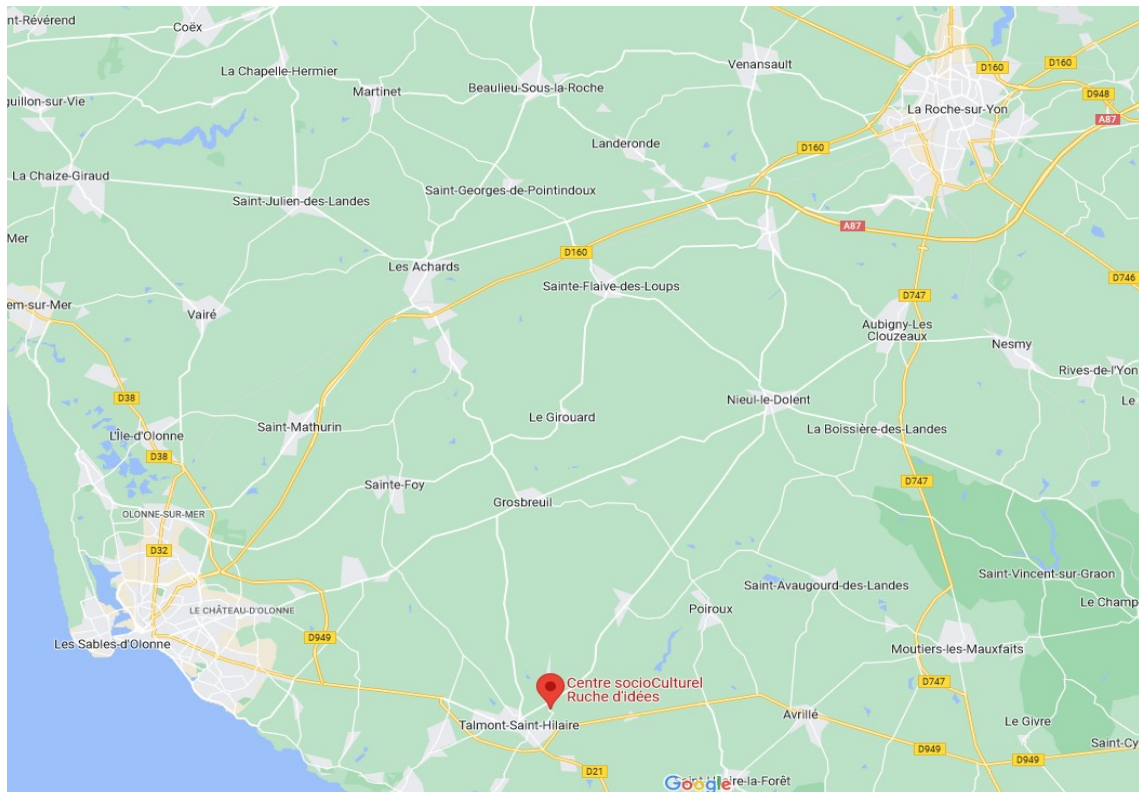 nt-Révérend
Coëx
La Chapelle-Hermier
Martinet
Beaulieu-Sous-la-Roche
Venansault
D160
D160
D948
A87
La Roche-sur-Yon
guillon-sur-Vie
Landeronde
D160
La Chaize-Giraud
Saint-Georges-de-Pointindoux
Saint-Julien-des-Landes
Mer
A87
D160
Les Achards
D746
Sainte-Flaive-des-Loups
em-sur-Mer
Vairé
D747
Aubigny-Les
Clouzeaux
Nesmy
Rives-de-l'Yon
D38
Nieul-le-Dolent
Le
Le Girouard
Saint-Mathurin
L'Île-d'Olonne
La Boissière-des-Landes
D38
Sainte-Foy
D747
Grosbreuil
OLONNE-SUR-MER
D32
Saint-Vincent-sur-Graon
Saint-Avaugourd-des-Landes
Le Champ
LE CHÂTEAU-D'OLONNE
Poiroux
D949
Les Sables-d'Olonne
Moutiers-les-Mauxfaits
D747
Centre socioCulturel
Ruche d'idées
Talmont-Saint-Hilaire
Avrillé
Le Givre
Saint-Cy
D949
D949
D21
Google
ire-la-Forêt